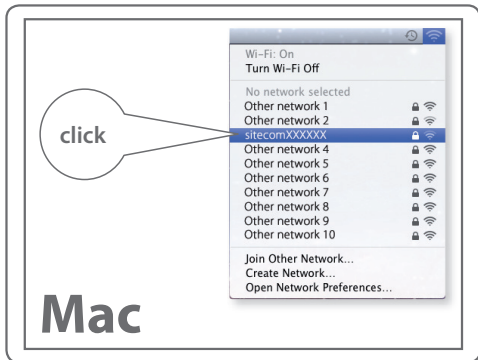 Wi-Fi: On
Turn Wi-Fi Off
No network selected
Other network 1
Other network 2
click
sitecomXXXXXX
Other network 4
Other network 5
Other network 6
Other network 7
Other network 8
Other network 9
Other network 10
Join Other Network...
Create Network...
Open Network Preferences...
Mac